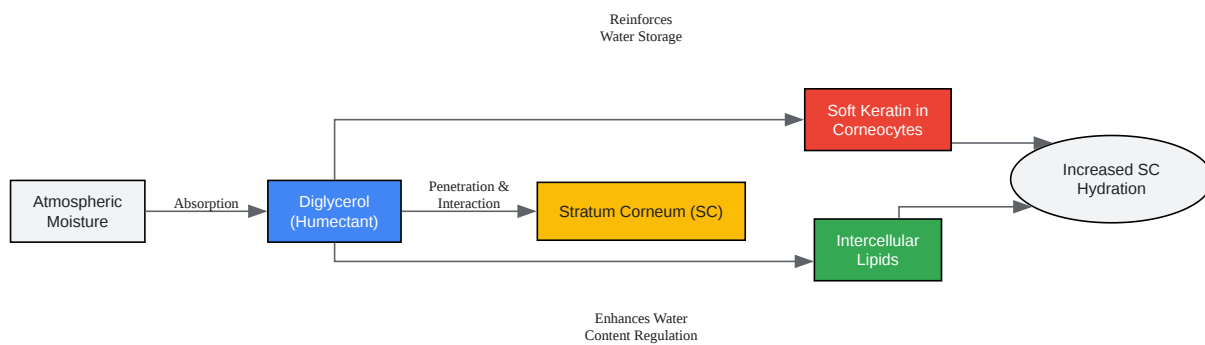 Reinforces
Water Storage
Soft Keratin in
Corneocytes
Increased SC
Hydration
Atmospheric
Moisture
Absorption
Diglycerol
(Humectant)
Penetration &
Interaction
Stratum Corneum (SC)
Intercellular
Lipids
Enhances Water
Content Regulation